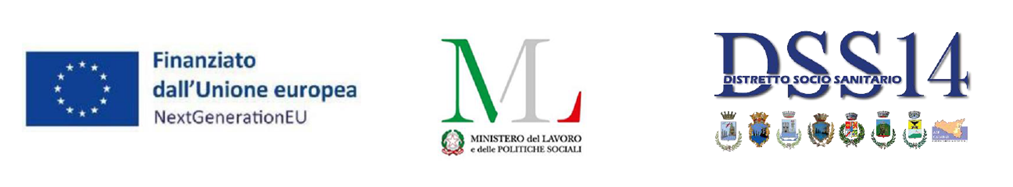 Finanziato
dall'Unione europea
NextGenerationEU
ML
MINISTERO del LAVORO
e delle POLITICHE SOCIALI
DSS14
DISTRETTO SOCIO SANITARIO